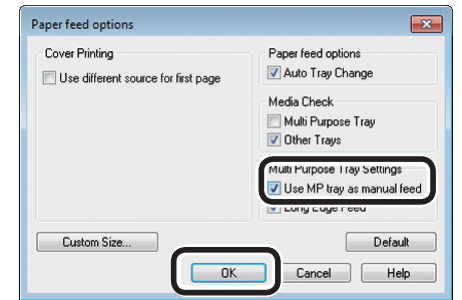 Paper feed options
Cover Printing
Use different source for first page
Paper feed options
Auto Tray Change
Media Check
Multi Purpose Tray
Other Trays
Multi Purpose Tray Settings
Use MP tray as manual feed
Long Edge Feed
Custom Size...
Default
OK
Cancel
Help